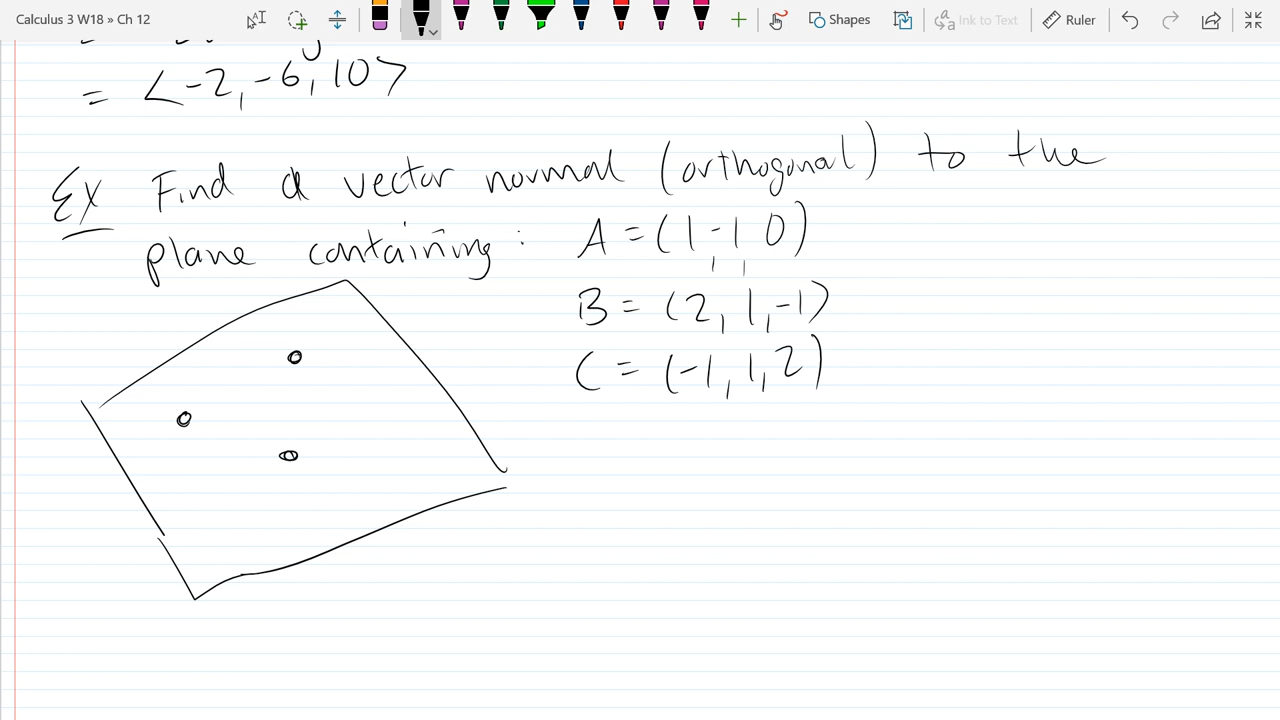 Calculus 3 W18 » Ch 12
Shapes
Link to Text
Ruler
= < -2, -6, 10 >
Ex Find a vector normal (orthogonal) to the
plane containing: A = (1, -1, 0)
B = (2, 1, -1)
C = (-1, 1, 2)